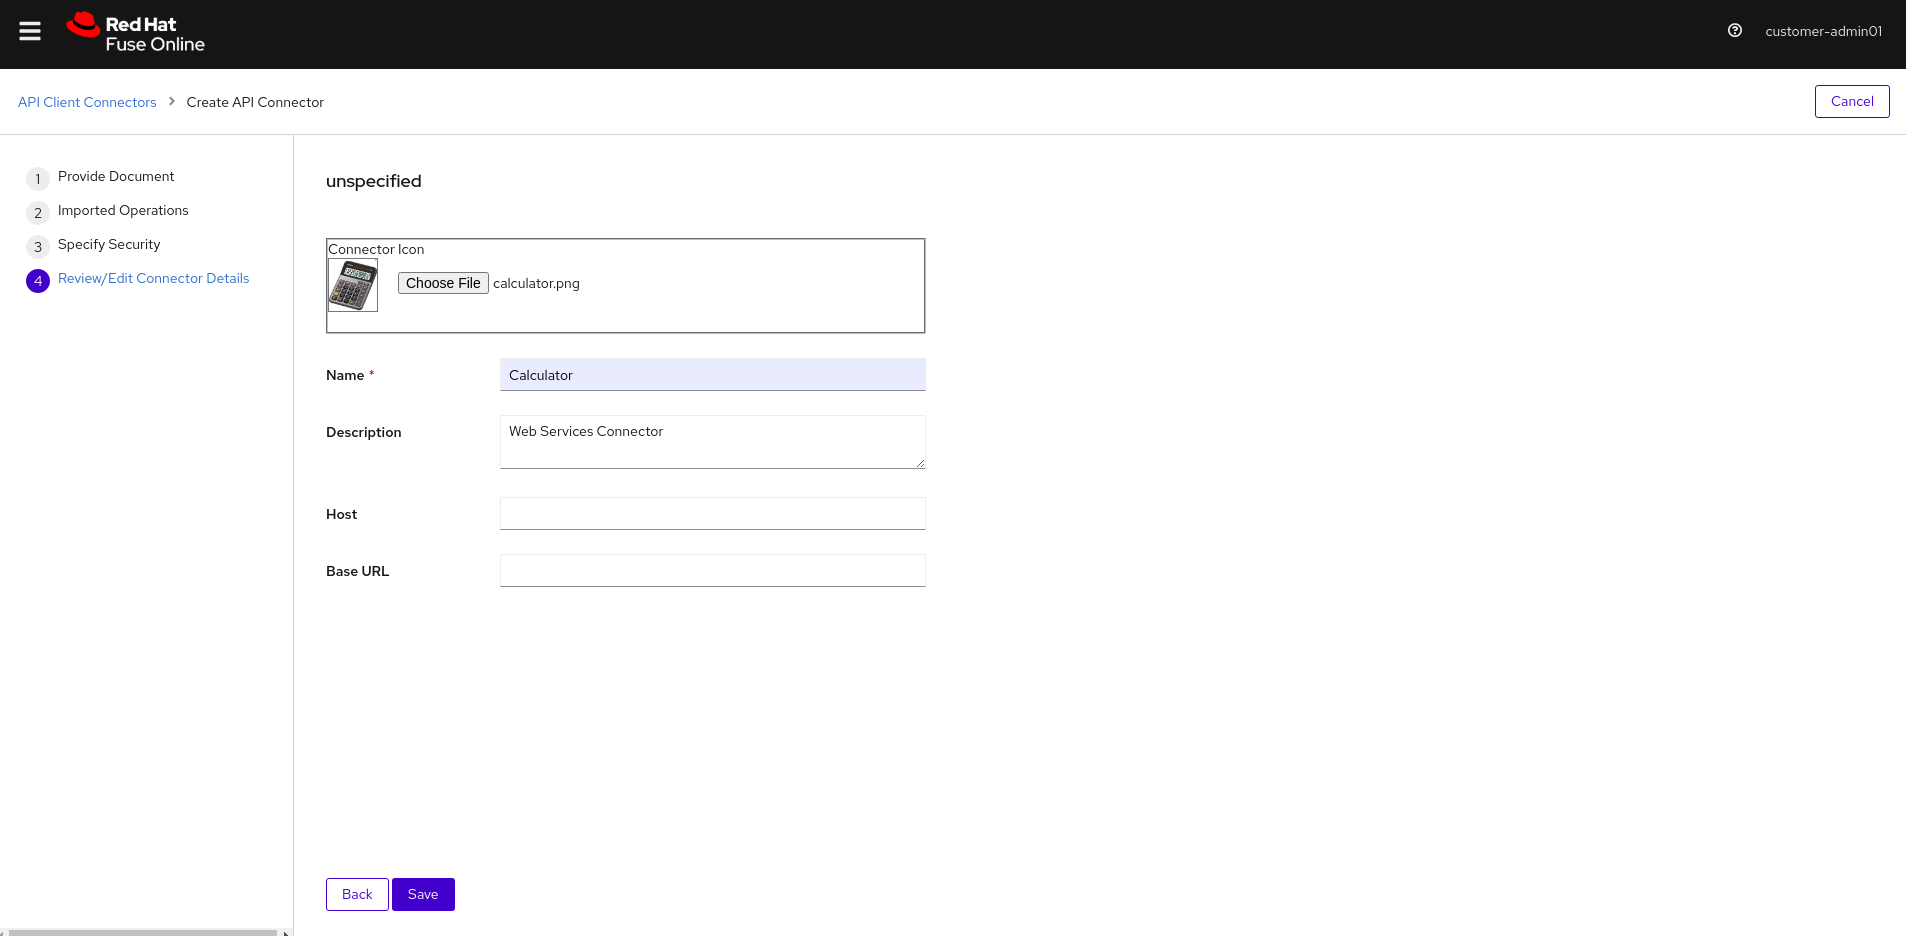 Red Hat
Fuse Online
customer-admin01
API Client Connectors > Create API Connector
Cancel
1 Provide Document
2 Imported Operations
3 Specify Security
4 Review/Edit Connector Details
unspecified
Connector Icon
Choose File calculator.png
Name * Calculator
Description Web Services Connector
Host
Base URL
Back Save